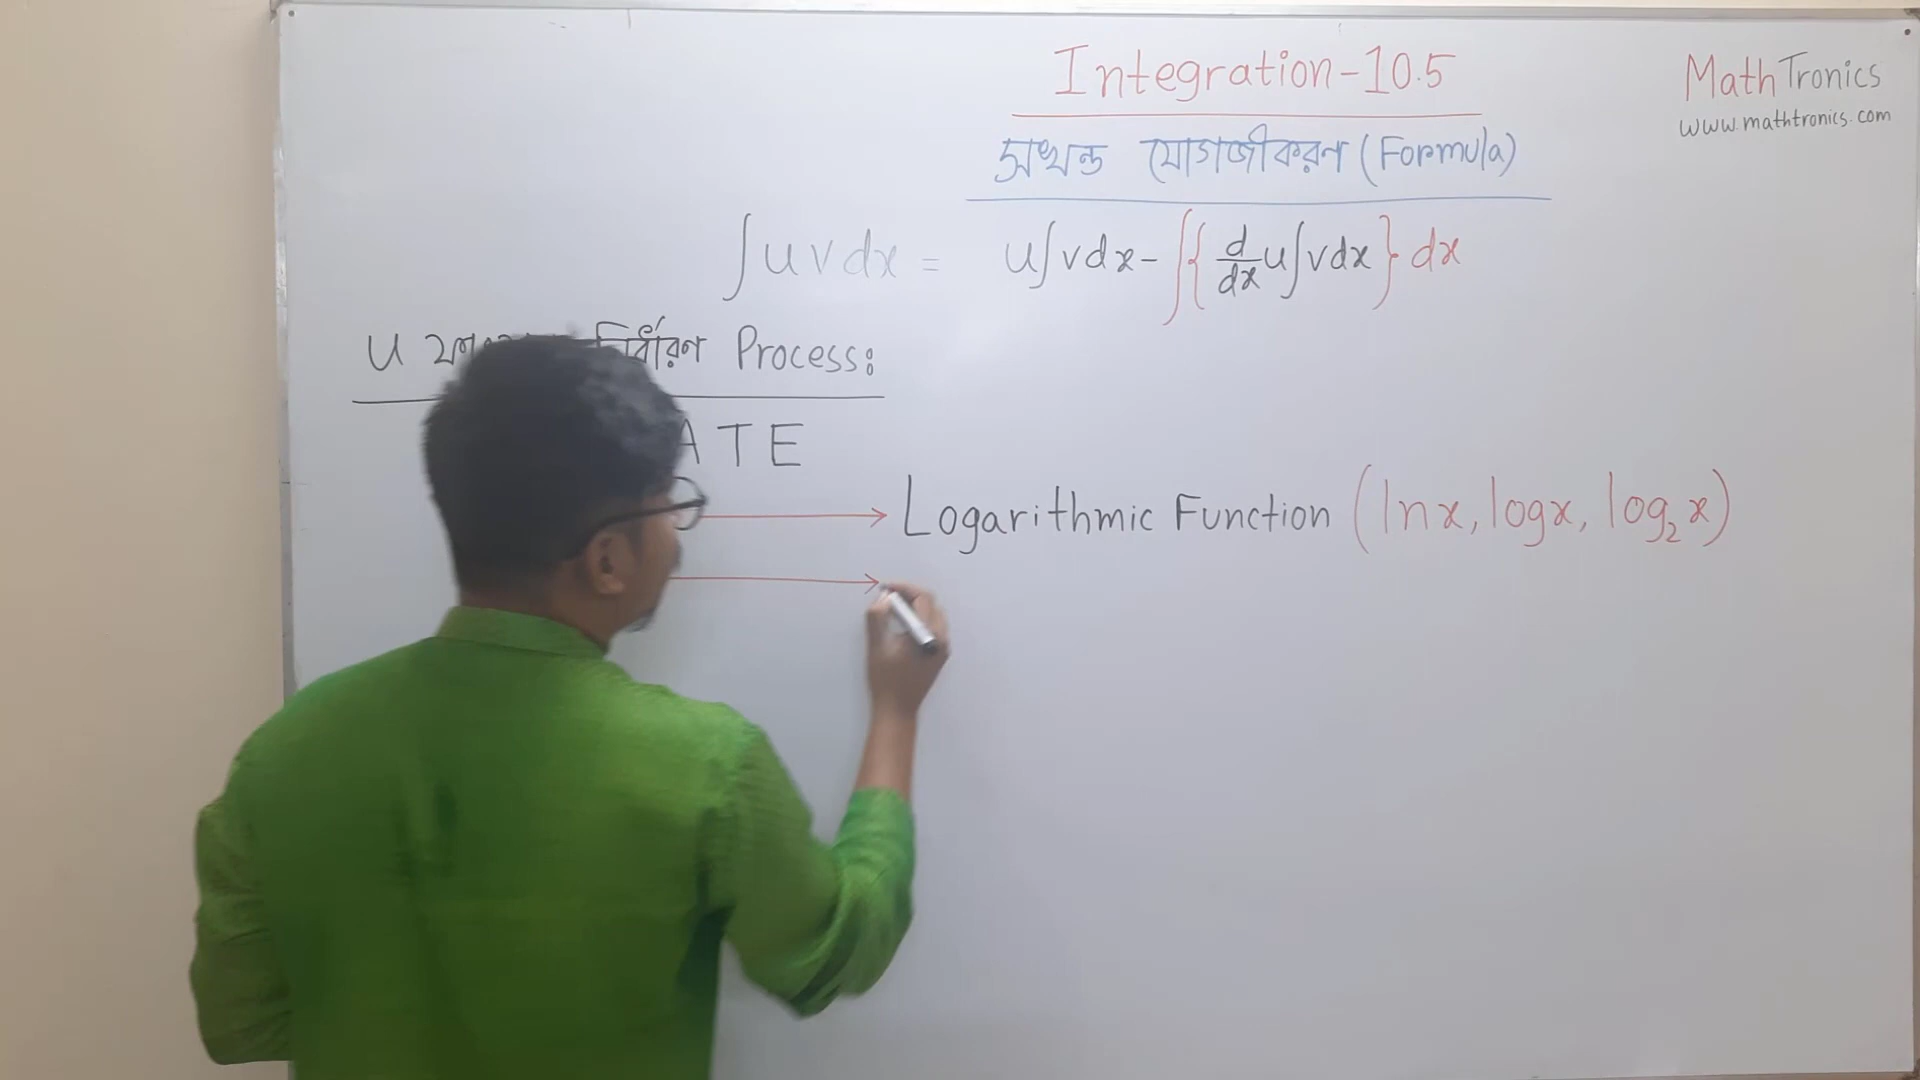 Integration-10.5
MathTronics
www.mathtronics.com
সখন্ড যোগজীকরণ (Formula)
∫uvdx = u∫vdx-∫{d/dx u∫vdx}dx
U নির্ধারণ Process:
ATE
Logarithmic Function (lnx, logx, log₂x)